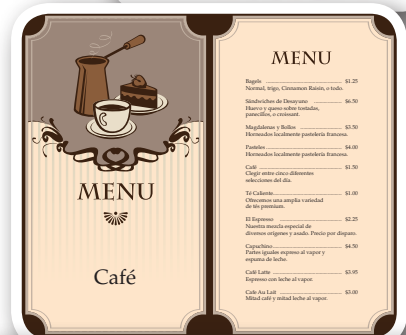 MENU
Café
MENU
Bagels ........ $1.25
Normal, trigo, Cinnamon Raisin, o todo.
Sándwiches de Desayuno ........ $6.50
Huevo y queso sobre tostadas,
panecillos, o croissant.
Magdalenas y Bollos ........ $3.50
Horneados localmente pastelería francesa.
Pasteles ........ $4.00
Horneados localmente pastelería francesa.
Café ........ $1.50
Elegir entre cinco diferentes
selecciones del día.
Té Caliente ........ $1.00
Ofrecemos una amplia variedad
de tés premium.
El Espresso ........ $2.25
Nuestra mezcla especial de
diversos origenes y asado. Precio por disparo.
Capuchino ........ $4.50
Partes iguales expreso al vapor y
espuma de leche.
Café Latte ........ $3.95
Espresso con leche al vapor.
Cafe Au Lait ........ $3.00
Mitad café y mitad leche al vapor.